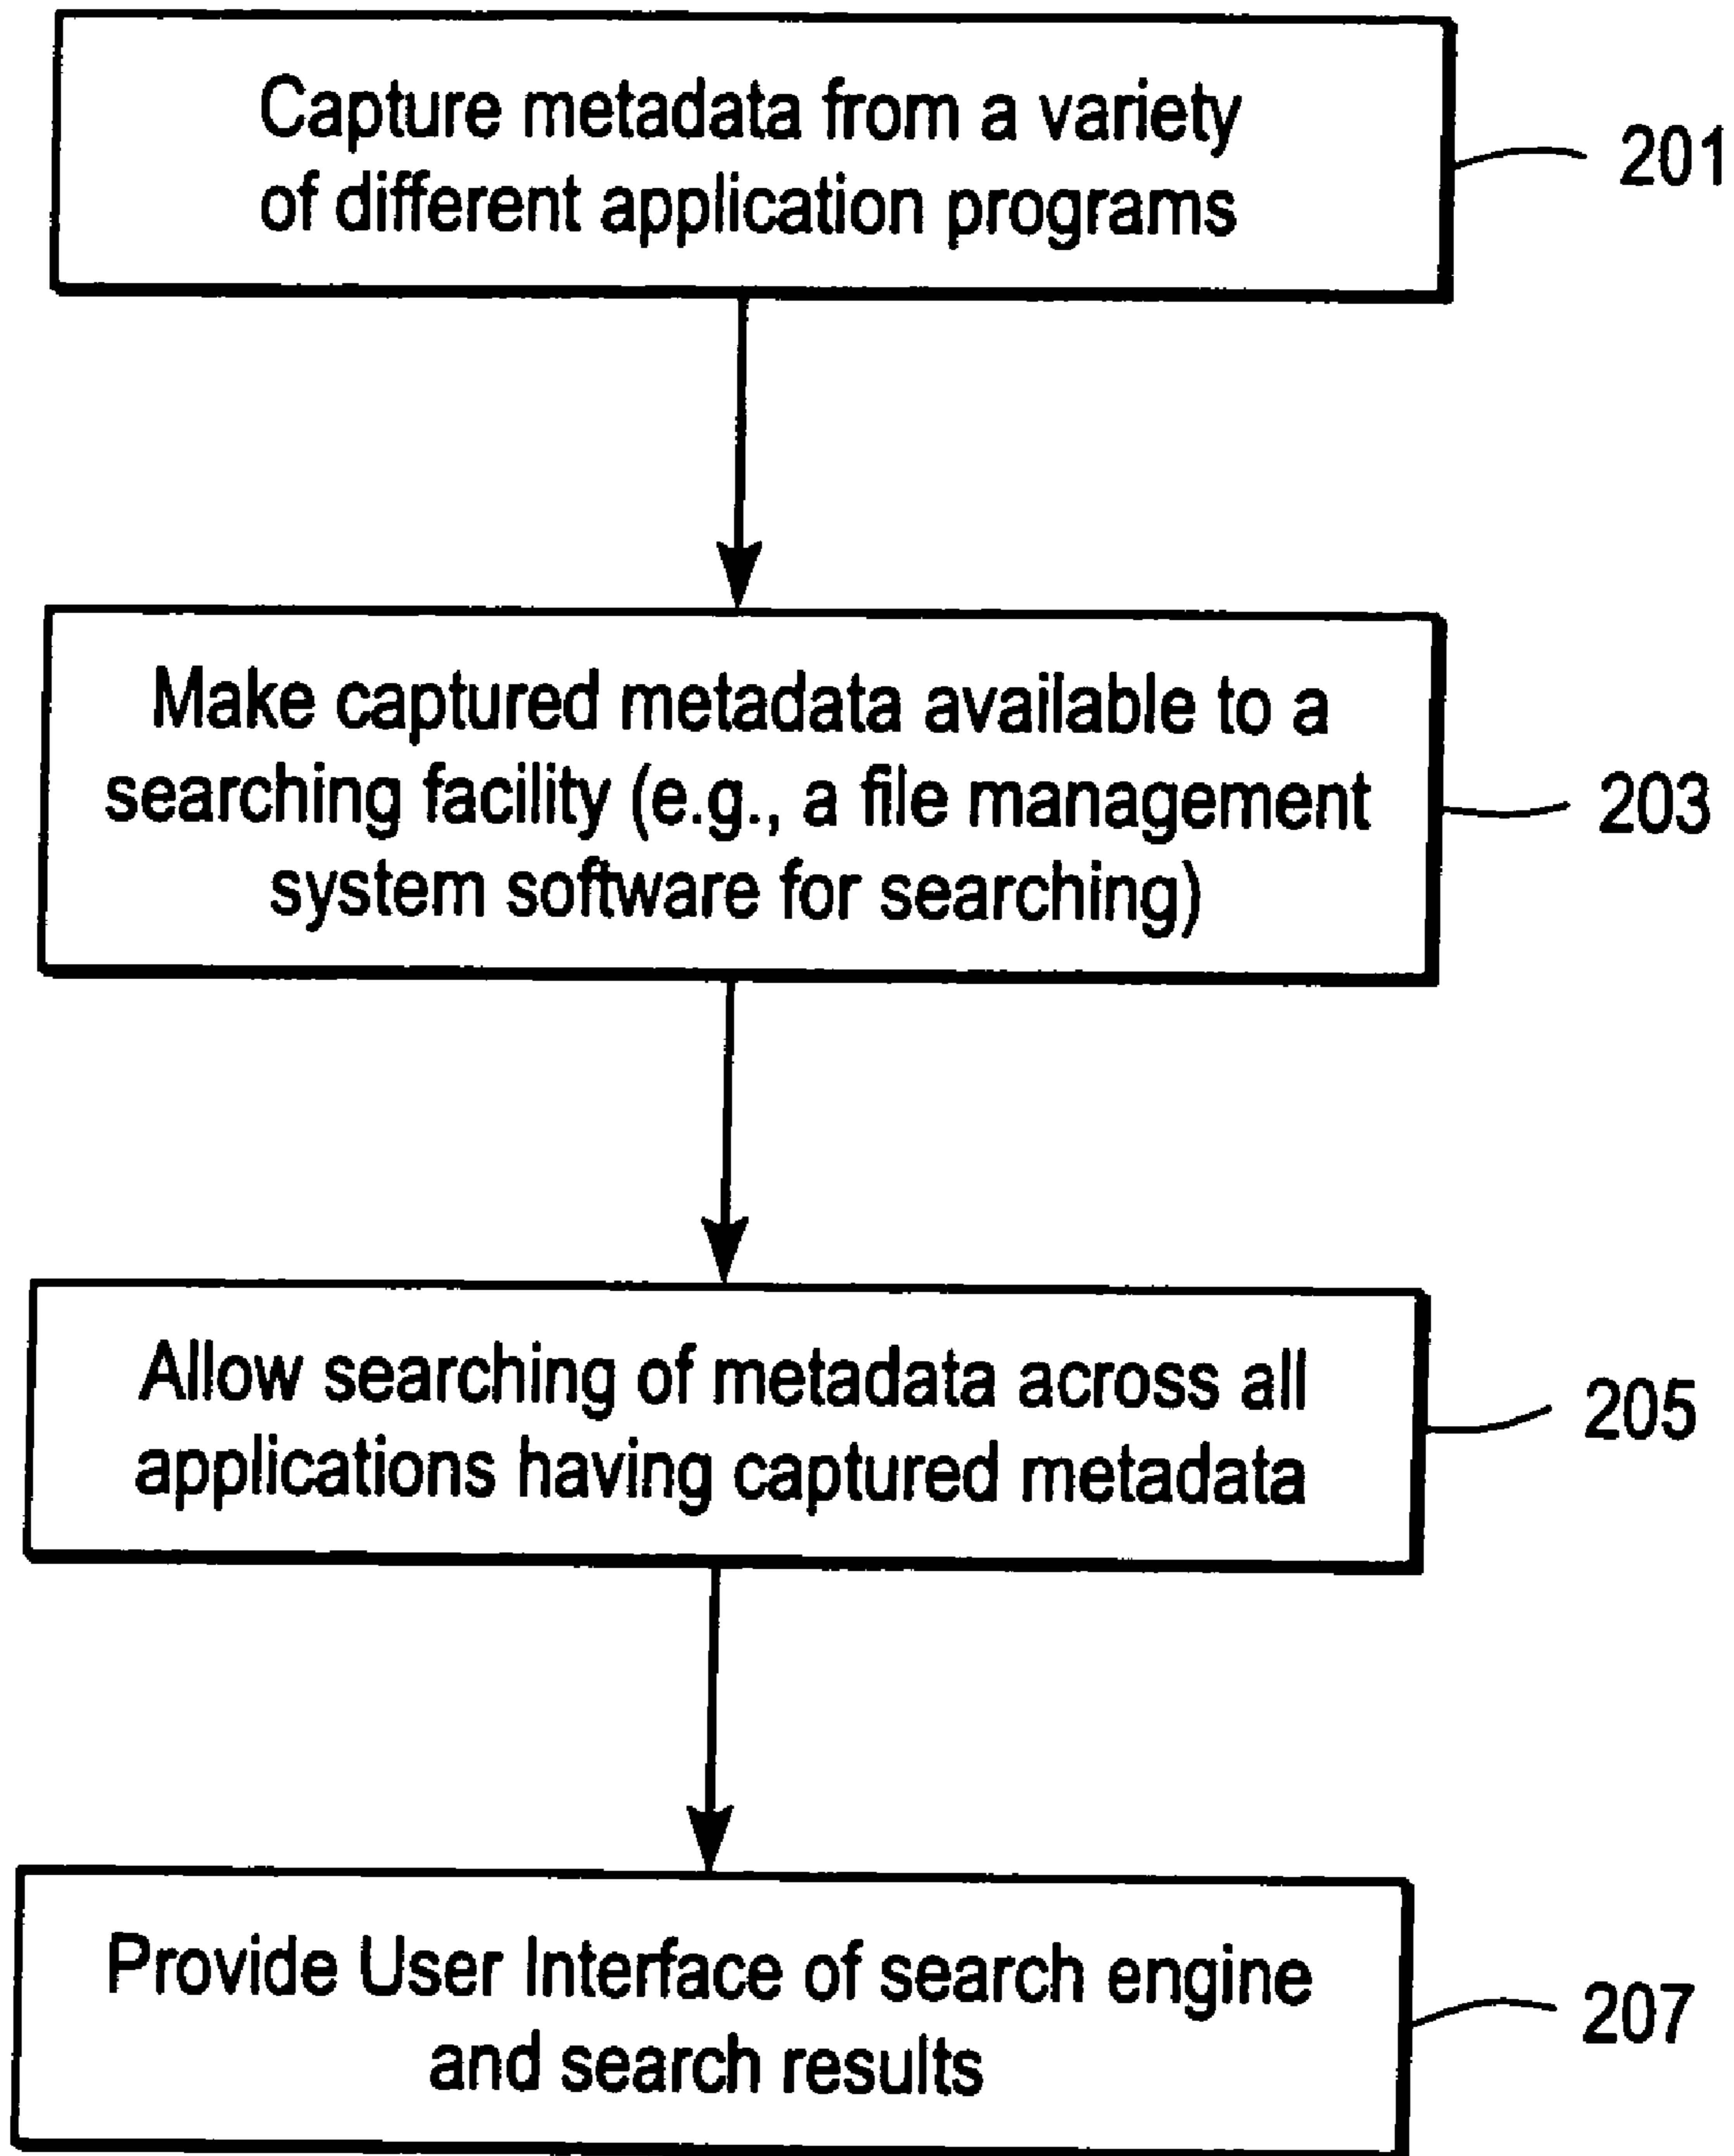 Capture metadata from a variety
of different application programs
201
Make captured metadata available to a
searching facility (e.g., a file management
system software for searching)
203
Allow searching of metadata across all
applications having captured metadata
205
Provide User Interface of search engine
and search results
207